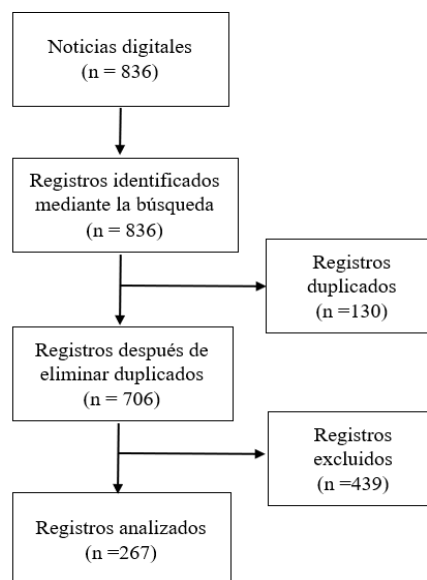 Noticias digitales
(n = 836)
Registros identificados
mediante la búsqueda
(n = 836)
Registros
duplicados
(n =130)
Registros después de
eliminar duplicados
(n = 706)
Registros
excluidos
(n =439)
Registros analizados
(n =267)